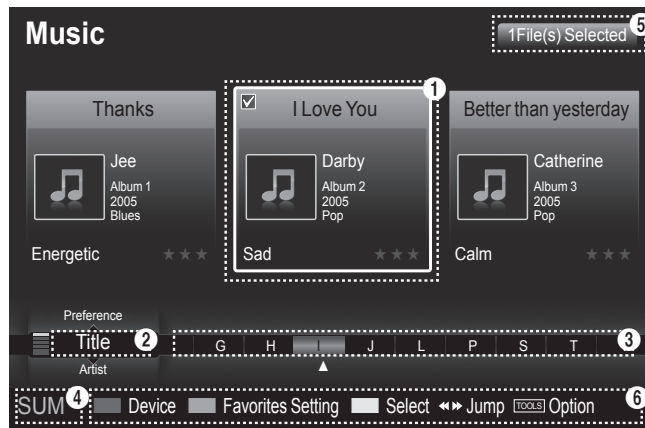 Music
1File(s) Selected
5
1
Thanks
I Love You
Better than yesterday
Jee
Album 1
2005
Blues
Darby
Album 2
2005
Pop
Catherine
Album 3
2005
Pop
Energetic
Sad
Calm
Preference
Title
2
G H I J L P S T
3
Artist
SUM
4
Device
Favorites Setting
Select
Jump
TOOLS Option
6